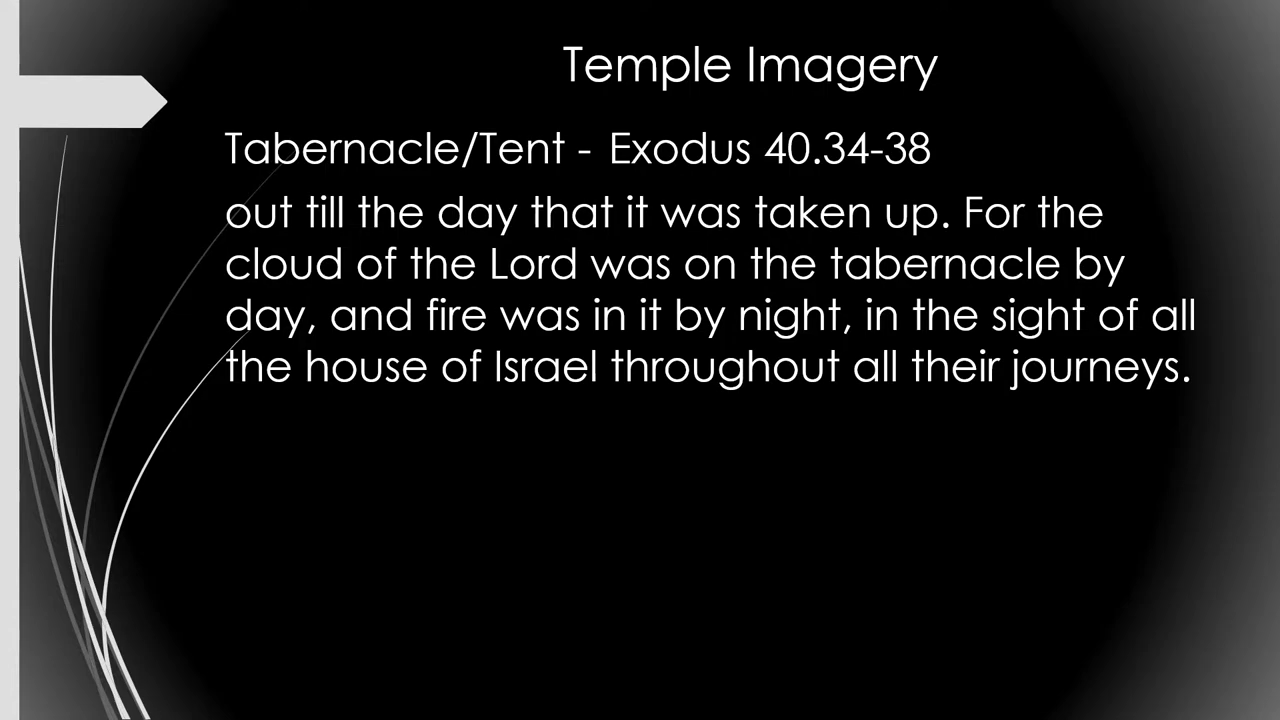 Temple Imagery
Tabernacle/Tent - Exodus 40.34-38
out till the day that it was taken up. For the
cloud of the Lord was on the tabernacle by
day, and fire was in it by night, in the sight of all
the house of Israel throughout all their journeys.